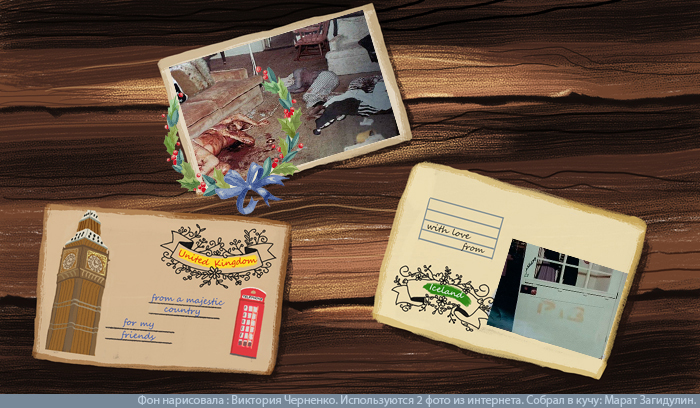 United Kingdom
from a majestic
country
for my
friends
TELEPHONE
with love
from
Iceland
Фон нарисовала : Виктория Черненко. Используются 2 фото из интернета. Собрал в кучу: Марат Загидулин.